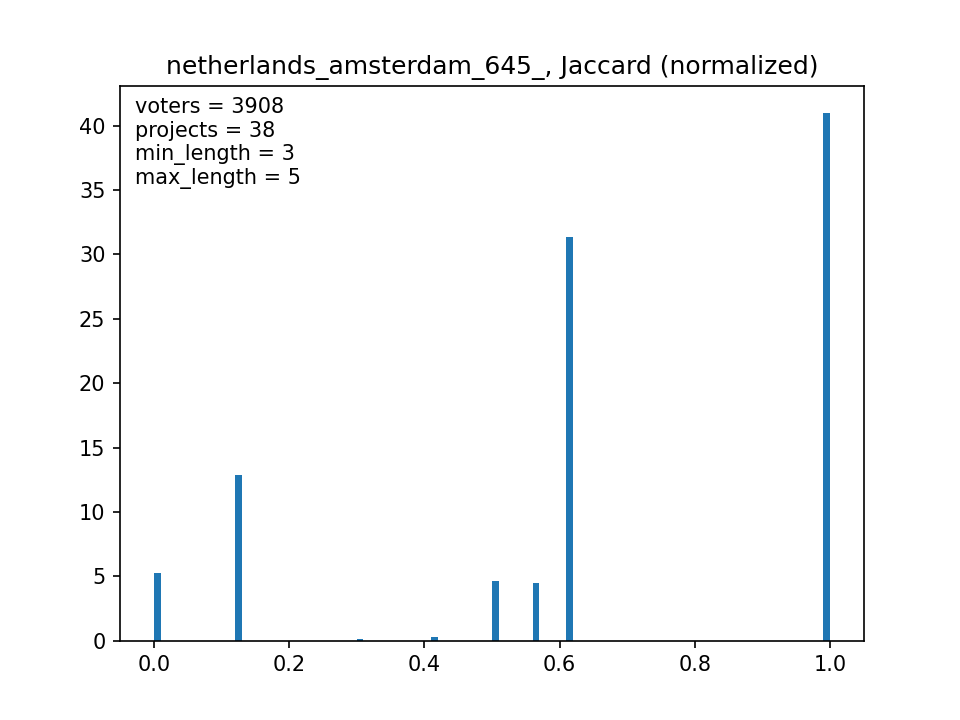 netherlands_amsterdam_645_, Jaccard (normalized)
voters = 3908
projects = 38
min_length = 3
max_length = 5
40
35
30
25
20
15
10
5
0
0.0 0.2 0.4 0.6 0.8 1.0